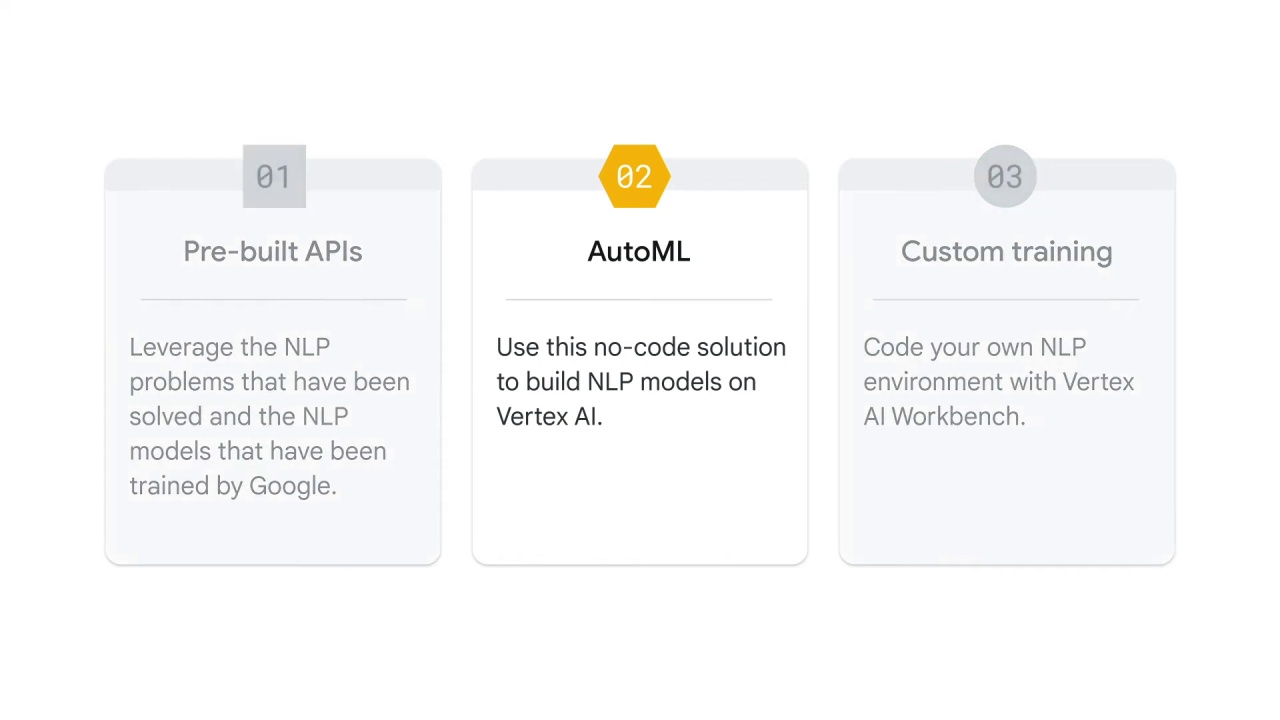 01
Pre-built APIs
Leverage the NLP
problems that have been
solved and the NLP
models that have been
trained by Google.
02
AutoML
Use this no-code solution
to build NLP models on
Vertex AI.
03
Custom training
Code your own NLP
environment with Vertex
AI Workbench.